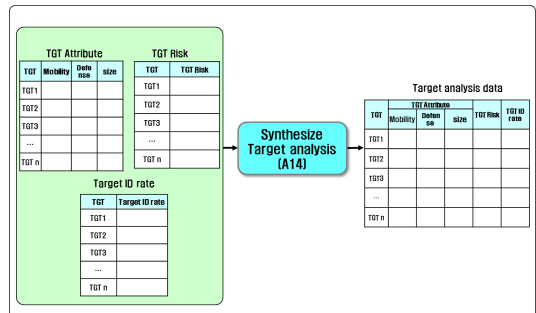 TGT Attribute
TGT Mobility Defe size
nse
TGT1
TGT2
TGT3
...
TGT n
TGT Risk
TGT TGT Risk
TGT1
TGT2
TGT3
...
TGT n
Target ID rate
TGT Target ID rate
TGT1
TGT2
TGT3
...
TGT n
Synthesize
Target analysis
(A14)
Target analysis data
TGT TGT Attribute TGT Risk TGT ID
rate
Mobility Defen size
se
TGT1
TGT2
TGT3
...
TGT n